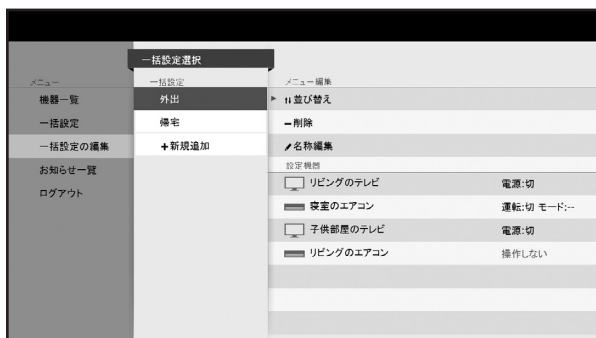 一括設定選択
メニュー
機器一覧
一括設定
一括設定の編集
お知らせ一覧
ログアウト
一括設定
外出
帰宅
+新規追加
メニュー編集
並び替え
削除
名称編集
設定機器
リビングのテレビ 電源:切
寝室のエアコン 運転:切 モード:--
子供部屋のテレビ 電源:切
リビングのエアコン 操作しない